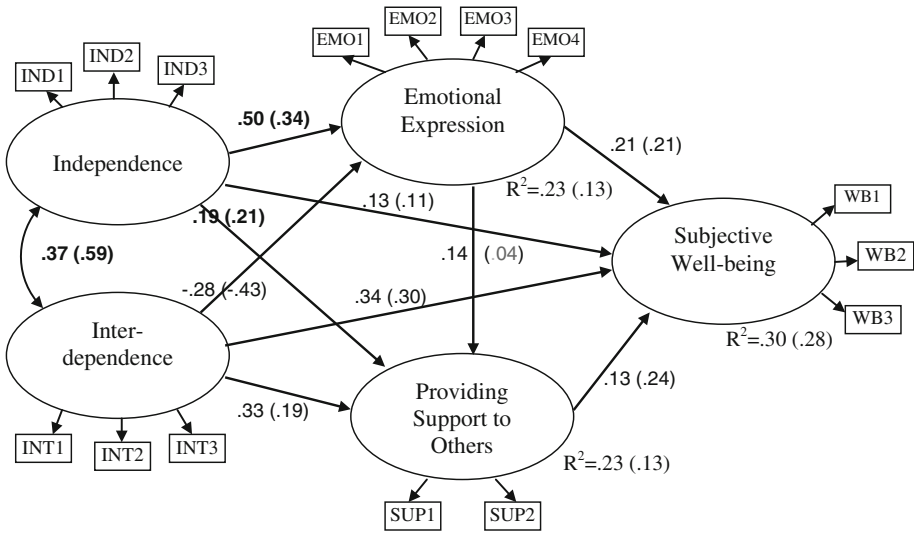 EMO1
EMO2
EMO3
EMO4
IND1
IND2
IND3
Emotional
Expression
.50 (.34)
Independence
.21 (.21)
R²=.23 (.13)
.13 (.11)
.19 (.21)
WB1
.37 (.59)
.14 (.04)
Subjective
Well-being
WB2
-.28 (-.43)
.34 (.30)
WB3
Inter-
dependence
R²=.30 (.28)
.13 (.24)
Providing
Support to
Others
.33 (.19)
INT1
INT2
INT3
R²=.23 (.13)
SUP1
SUP2